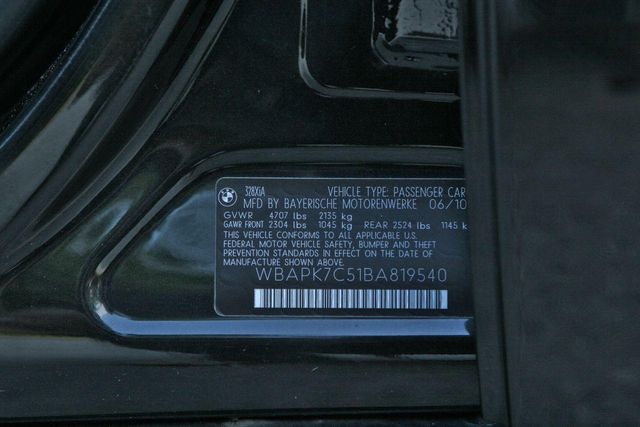 BMW
328XiA VEHICLE TYPE: PASSENGER CAR
MFD BY BAYERISCHE MOTORENWERKE 06/10
GVWR 4707 lbs 2135 kg
GAWR FRONT 2304 lbs 1045 kg REAR 2524 lbs 1145 k
THIS VEHICLE CONFORMS TO ALL APPLICABLE U.S.
FEDERAL MOTOR VEHICLE SAFETY, BUMPER AND THEFT
PREVENTION STANDARDS IN EFFECT ON THE DATE OF
MANUFACTURE SHOWN ABOVE.
WBAPK7C51BA819540